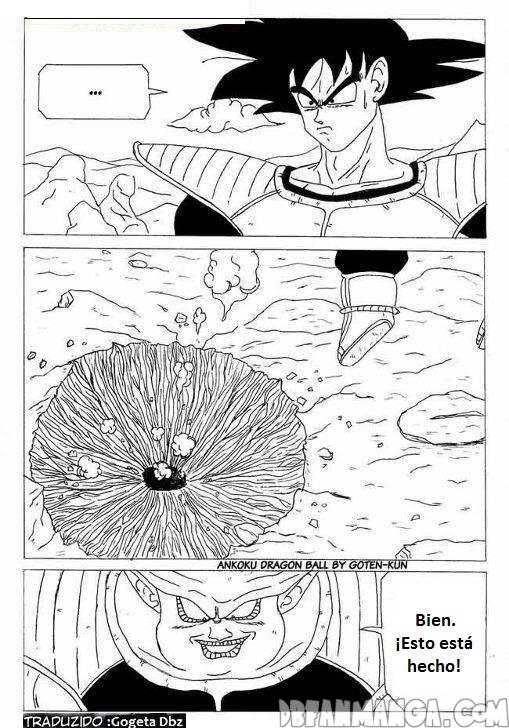 ...
ANKOKU DRAGON BALL BY GOTEN-KUN
Bien.
¡Esto está
hecho!
TRADUZIDO :Gogeta Dbz
DBFANMANGA.COM